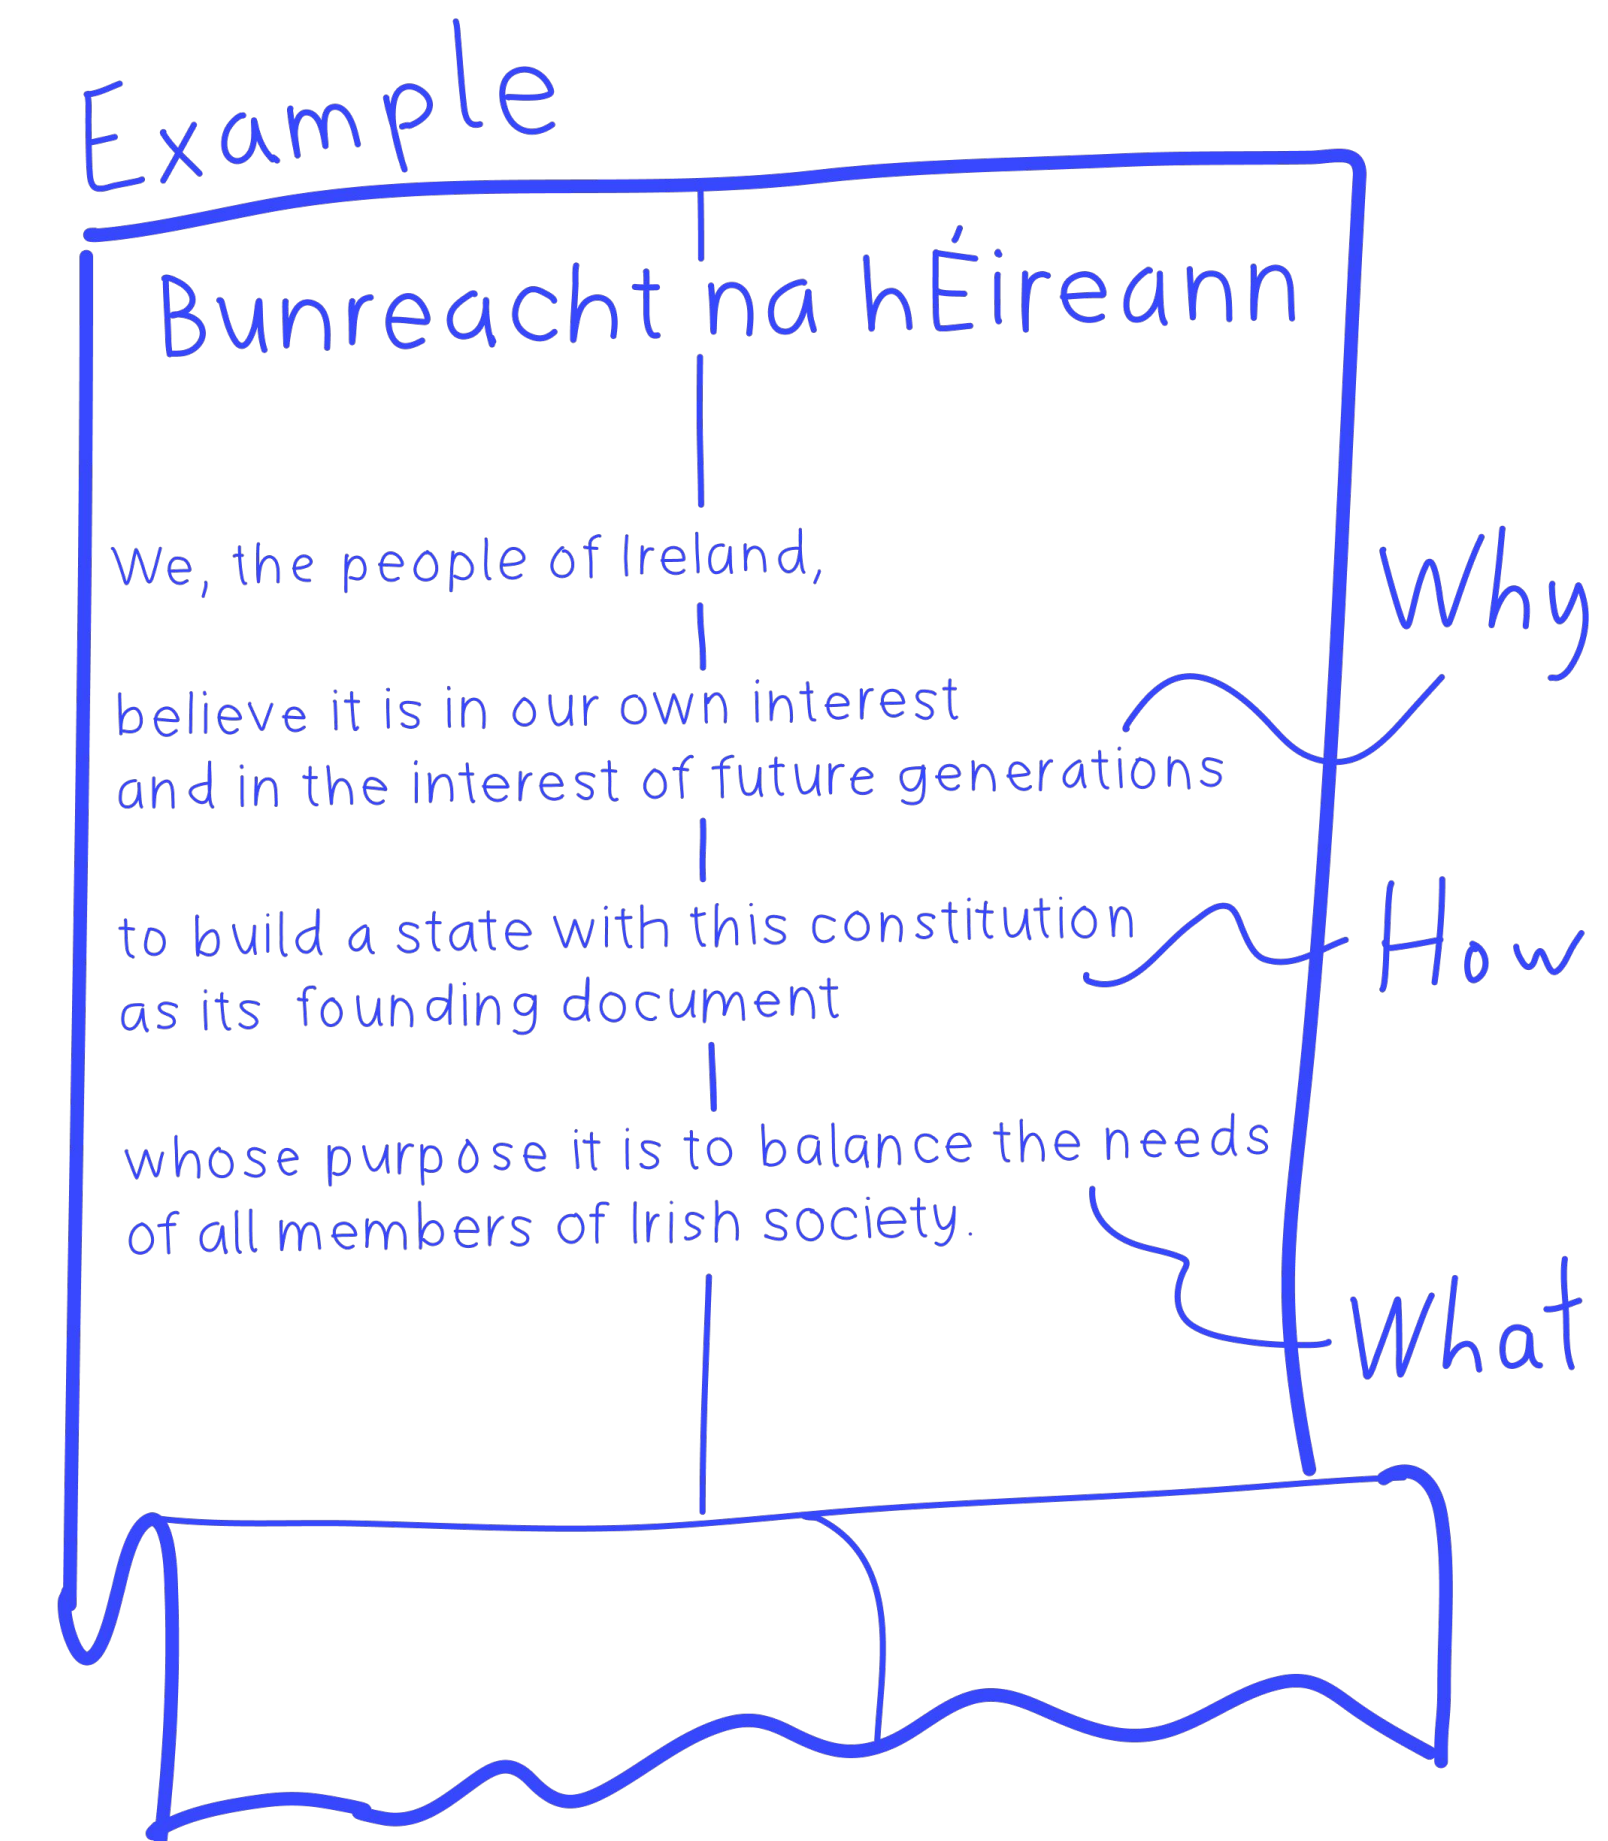 Example
Bunreacht na hÉireann
We, the people of Ireland,
believe it is in our own interest
and in the interest of future generations
Why
to build a state with this constitution
as its founding document
How
whose purpose it is to balance the needs
of all members of Irish society.
What